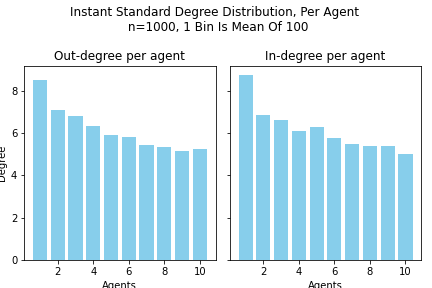 Instant Standard Degree Distribution, Per Agent
n=1000, 1 Bin Is Mean Of 100
Out-degree per agent
In-degree per agent
Degree
8
6
4
2
0
2 4 6 8 10
2 4 6 8 10
Agents
Agents